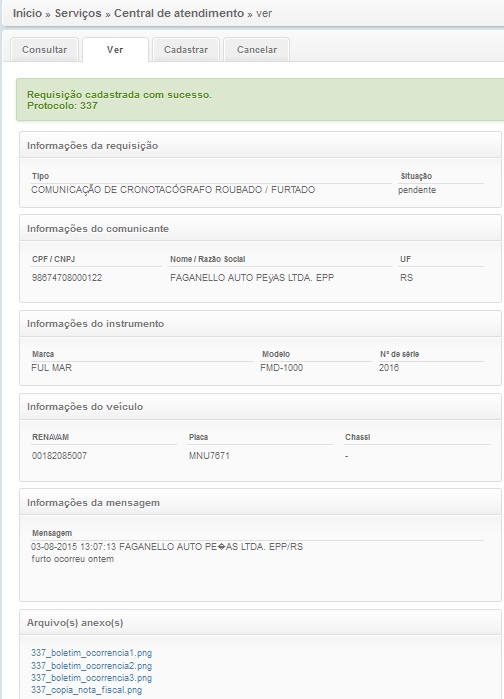 Início » Serviços » Central de atendimento » ver
Consultar Ver Cadastrar Cancelar
Requisição cadastrada com sucesso.
Protocolo: 337
Informações da requisição
Tipo Situação
COMUNICAÇÃO DE CRONOTACÓGRAFO ROUBADO / FURTADO pendente
Informações do comunicante
CPF / CNPJ Nome / Razão Social UF
98674708000122 FAGANELLO AUTO PEÿAS LTDA. EPP RS
Informações do instrumento
Marca Modelo Nº de série
FUL MAR FMD-1000 2016
Informações do veículo
RENAVAM Placa Chassi
00182085007 MNU7671 -
Informações da mensagem
Mensagem
03-08-2015 13:07:13 FAGANELLO AUTO PE�AS LTDA. EPP/RS
furto ocorreu ontem
Arquivo(s) anexo(s)
337_boletim_ocorrencia1.png
337_boletim_ocorrencia2.png
337_boletim_ocorrencia3.png
337_copia_nota_fiscal.png